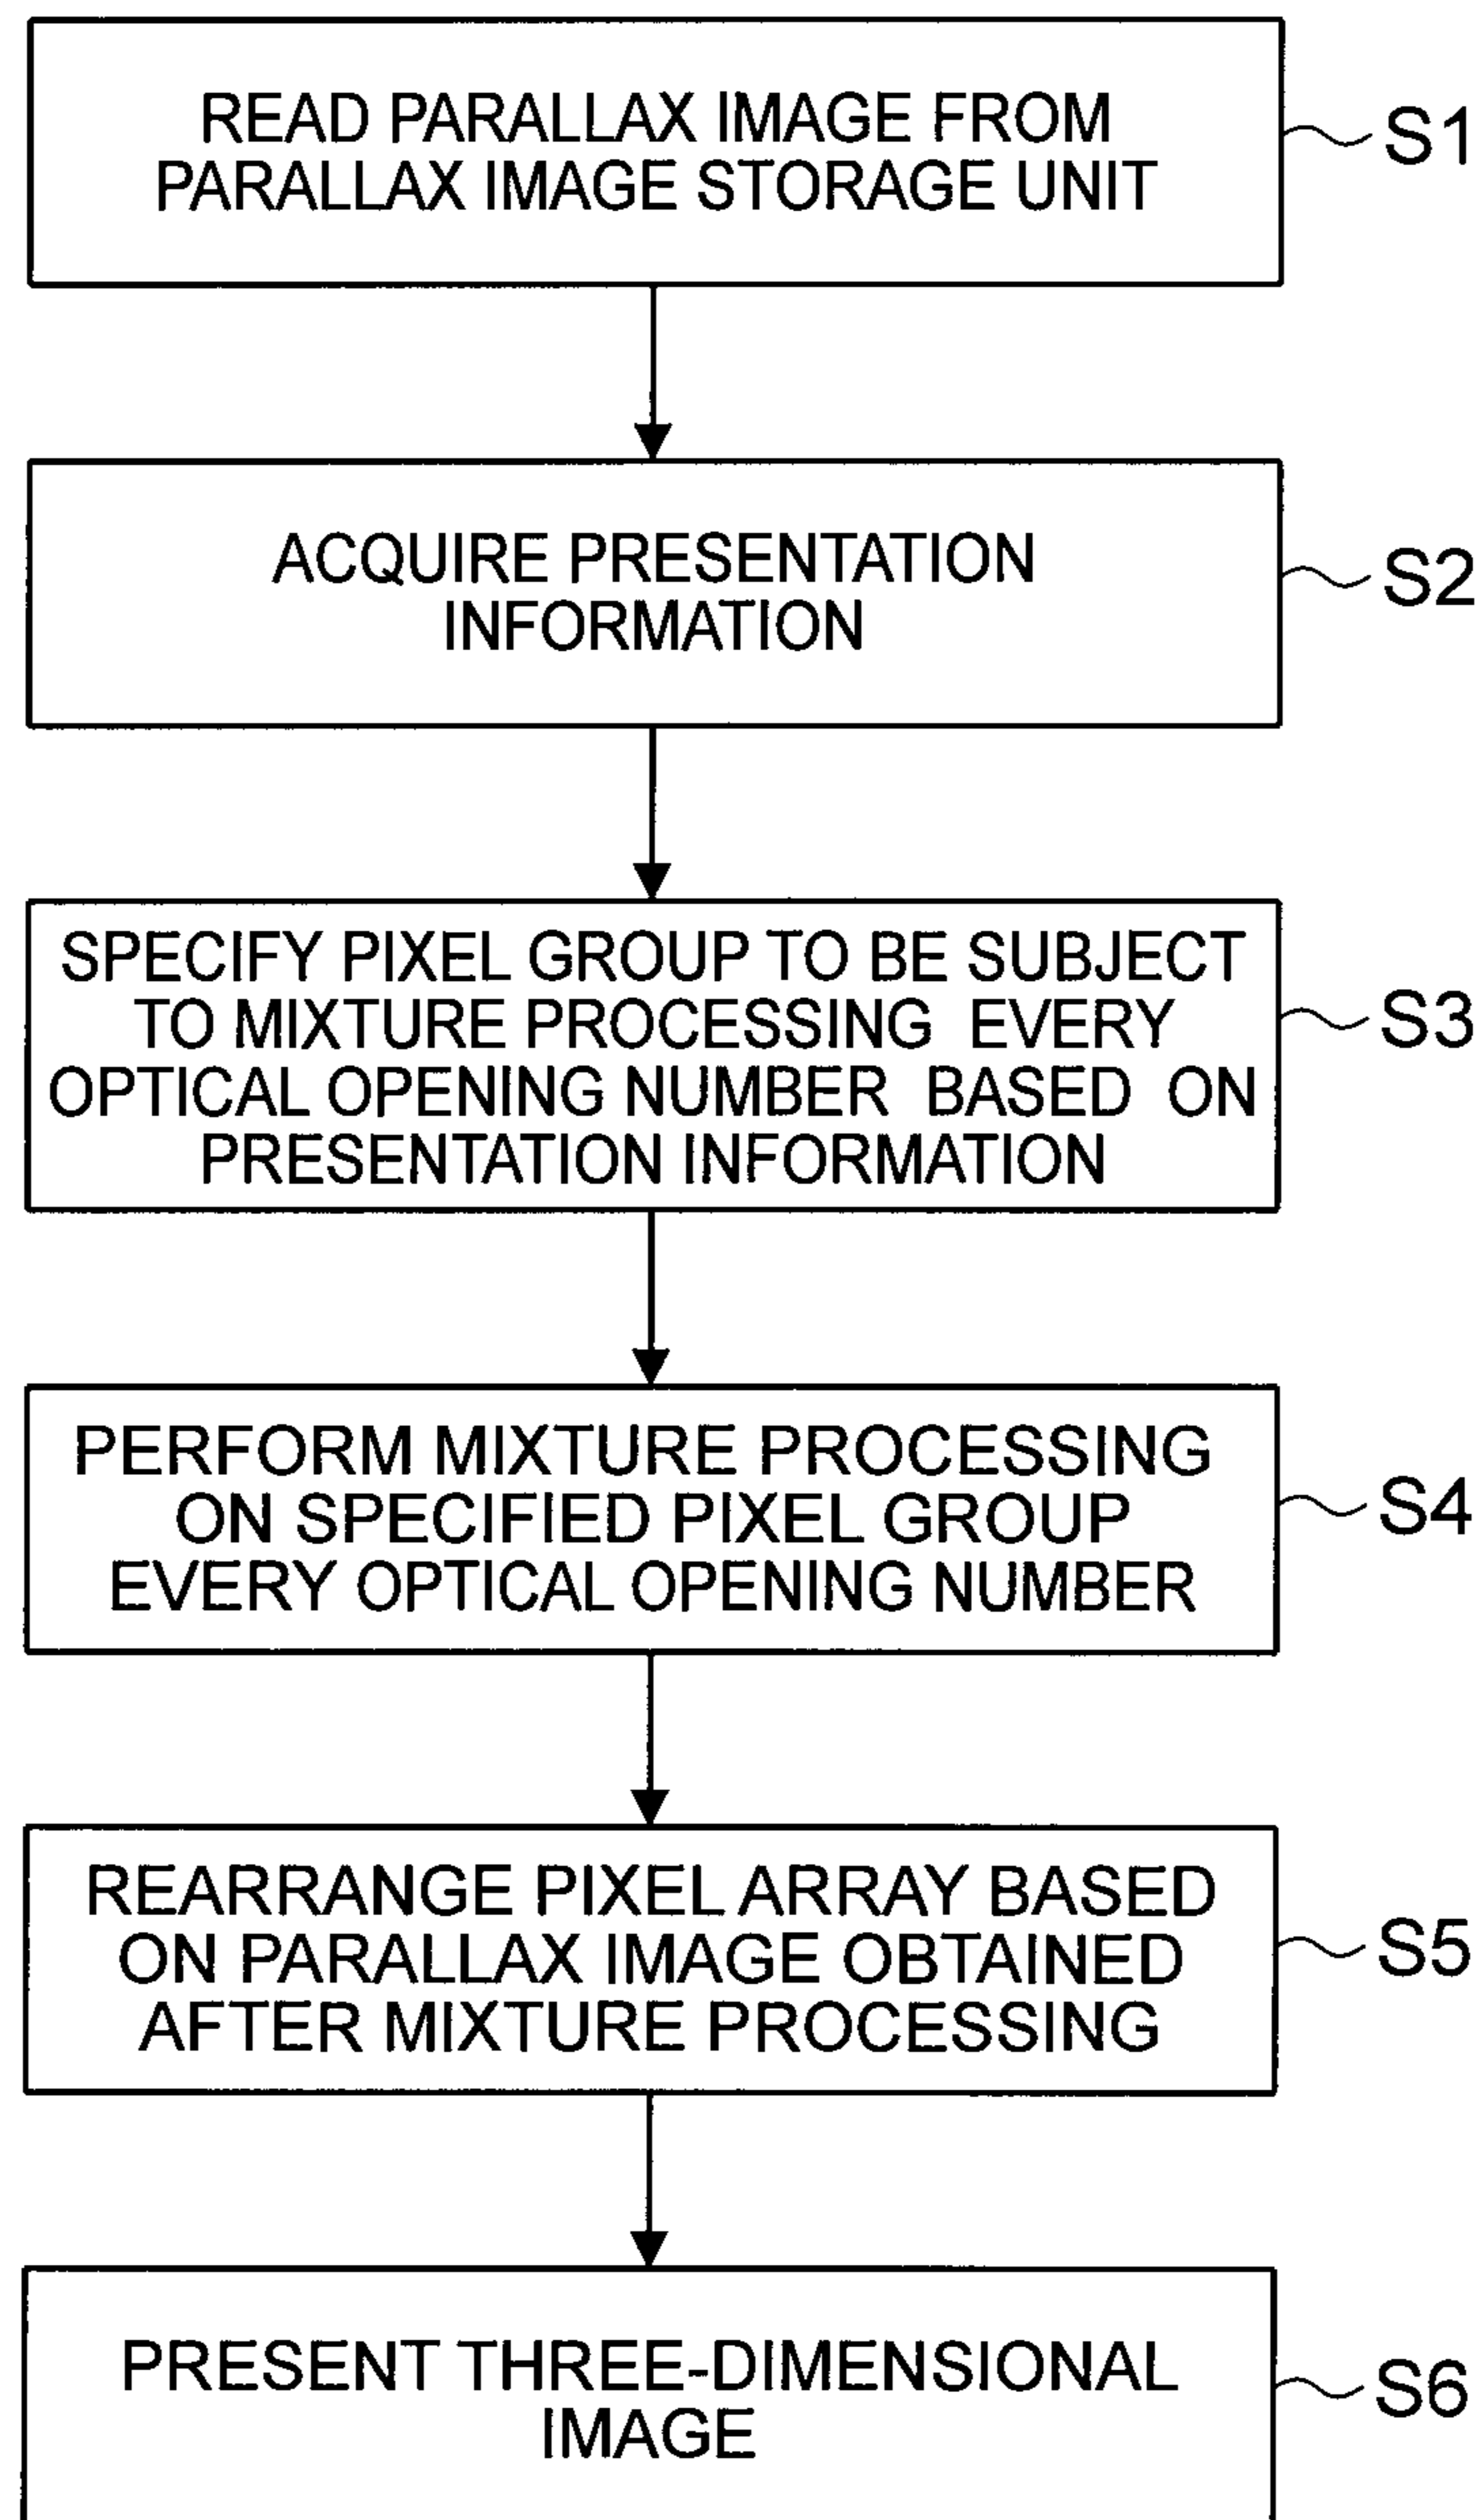 READ PARALLAX IMAGE FROM
PARALLAX IMAGE STORAGE UNIT
S1
ACQUIRE PRESENTATION
INFORMATION
S2
SPECIFY PIXEL GROUP TO BE SUBJECT
TO MIXTURE PROCESSING EVERY
OPTICAL OPENING NUMBER BASED ON
PRESENTATION INFORMATION
S3
PERFORM MIXTURE PROCESSING
ON SPECIFIED PIXEL GROUP
EVERY OPTICAL OPENING NUMBER
S4
REARRANGE PIXEL ARRAY BASED
ON PARALLAX IMAGE OBTAINED
AFTER MIXTURE PROCESSING
S5
PRESENT THREE-DIMENSIONAL
IMAGE
S6